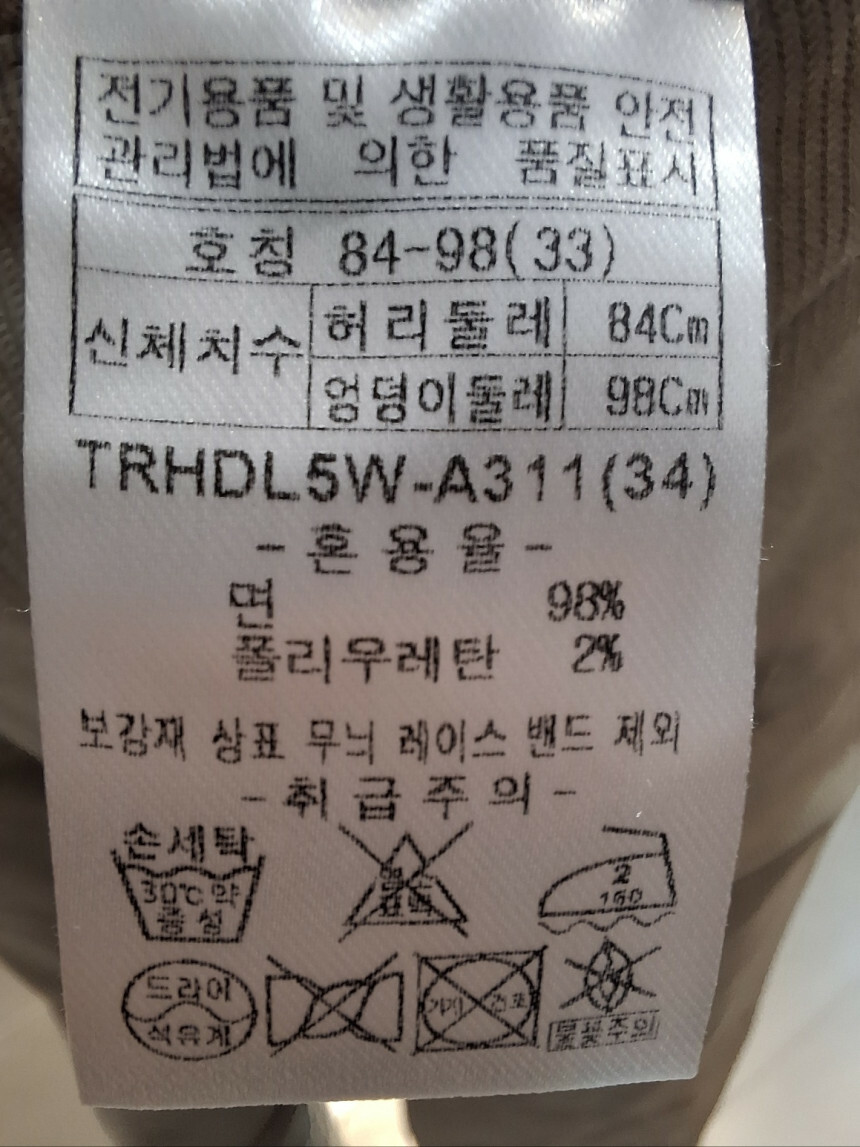 전기용품 및 생활용품 안전
관리법에 의한 품질표시
호칭 84-98(33)
신체치수 허리둘레 84Cm
엉덩이둘레 98Cm
TRHDL5W-A311(34)
- 혼 용 율 -
면 98%
폴리우레탄 2%
보강재 상표 무늬 레이스 밴드 제외
- 취 급 주 의 -
손세탁
30℃ 약
중성
2
160
드라이
석유계
기계 건조
물품주의